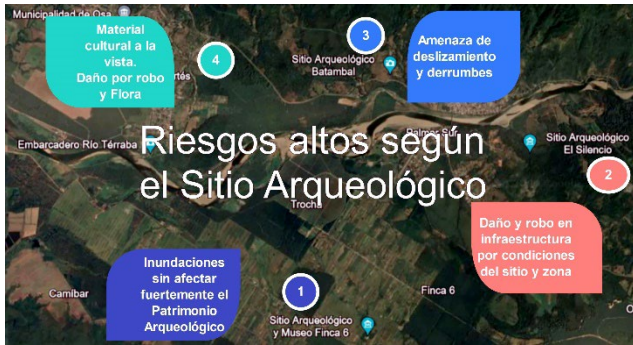 Municipalidad de Osa
Material
cultural a la
vista.
Daño por robo
y Flora
4
rtés
3
Sitio Arqueológico
Batambal
Amenaza de
deslizamiento
y derrumbes
Embarcadero Río Térraba
Riesgos altos según
el Sitio Arqueológico
Palmar Sur
Sitio Arqueológico
El Silencio
2
Trocha
Daño y robo en
infraestructura
por condiciones
del sitio y zona
Inundaciones
sin afectar
fuertemente el
Patrimonio
Arqueológico
1
Camibar
Finca 6
Sitio Arqueológico
y Museo Finca 6
O